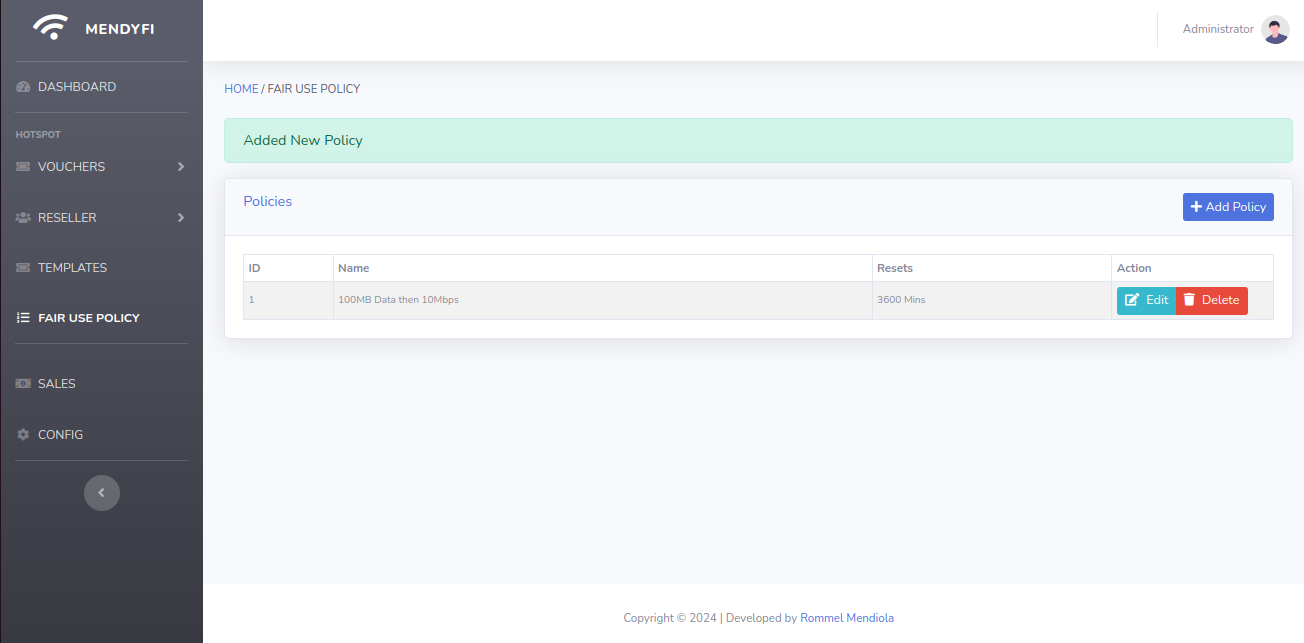 MENDYFI
Administrator
DASHBOARD
HOTSPOT
VOUCHERS
RESELLER
TEMPLATES
FAIR USE POLICY
SALES
CONFIG
HOME / FAIR USE POLICY
Added New Policy
Policies
Add Policy
ID Name Resets Action
1 100MB Data then 10Mbps 3600 Mins Edit Delete
Copyright © 2024 | Developed by Rommel Mendiola